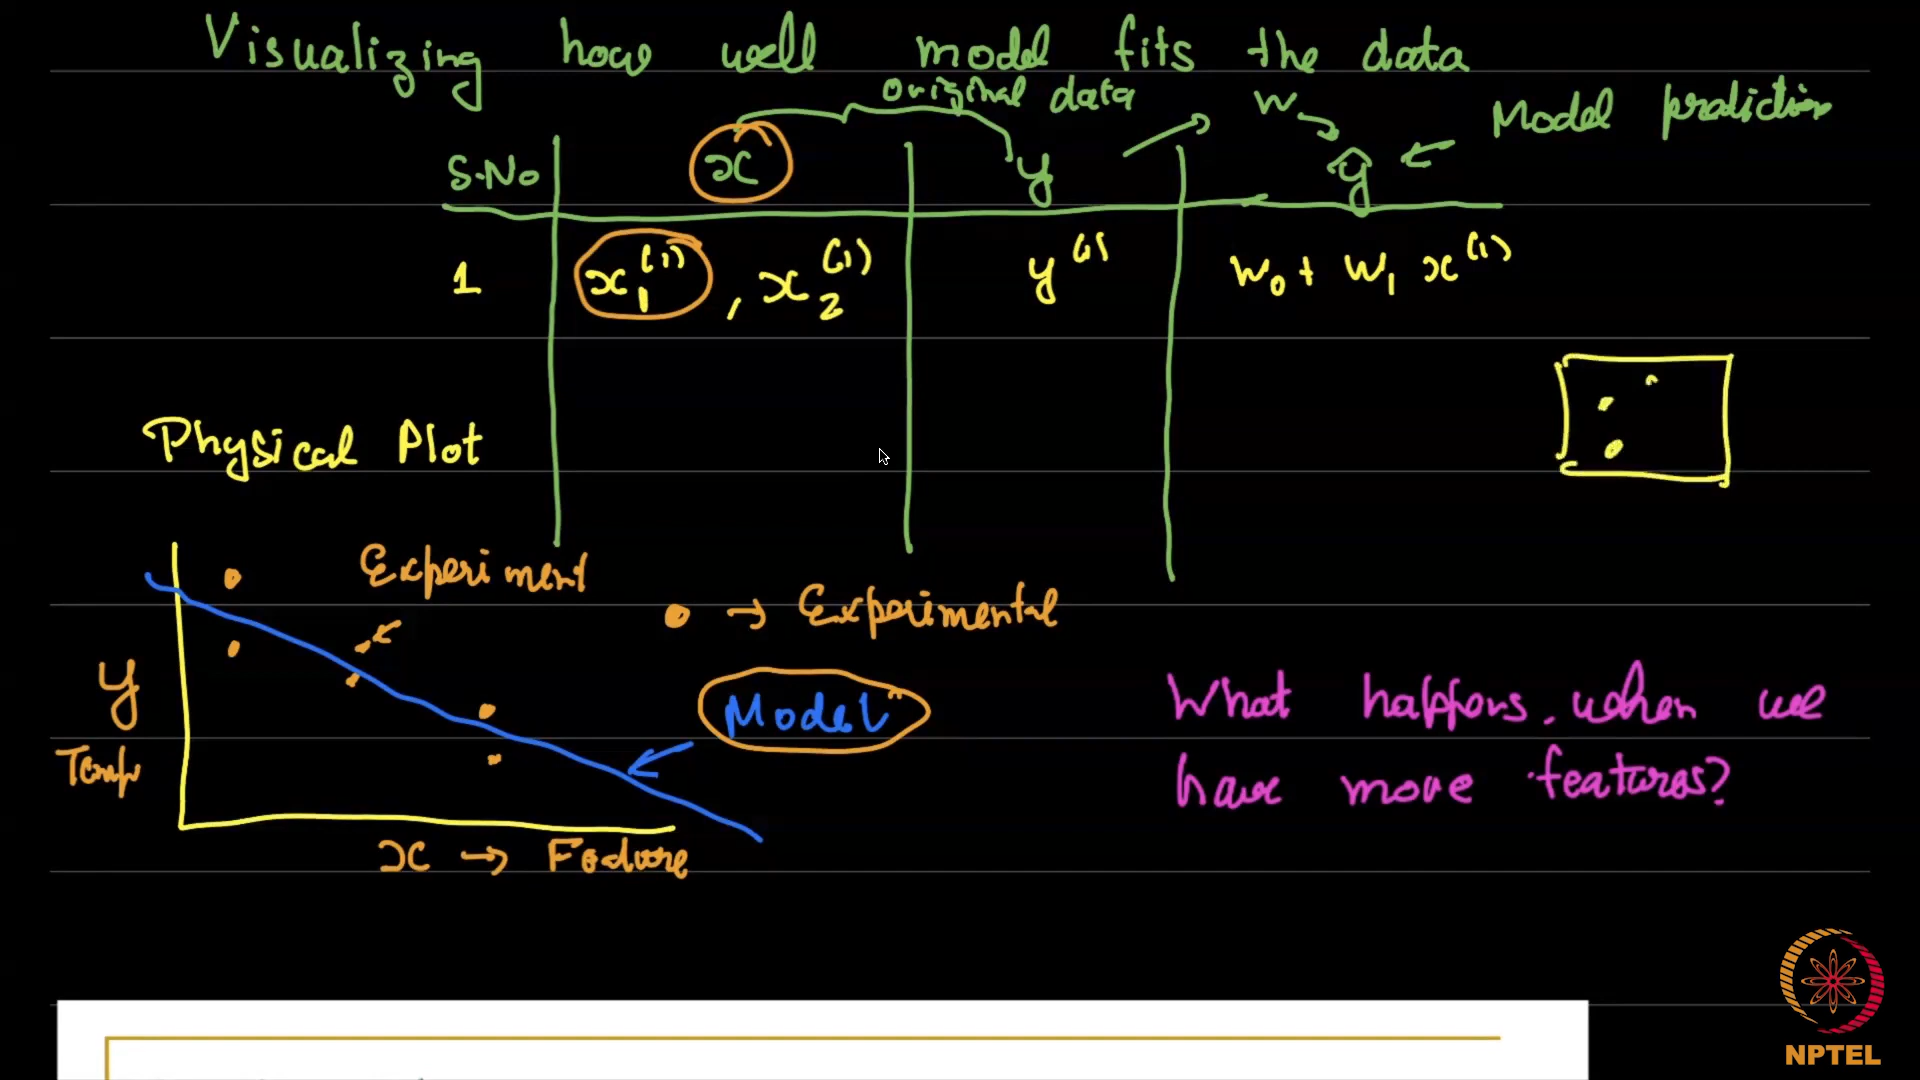 Visualizing how well model fits the data
original data w Model prediction
S.No x y ŷ
1 x₁⁽¹⁾, x₂⁽¹⁾ y⁽¹⁾ w₀ + w₁ x⁽¹⁾
Physical Plot
Experiment
• → Experimental
y
Temp
Model
x → Feature
What happens when we
have more features?
NPTEL